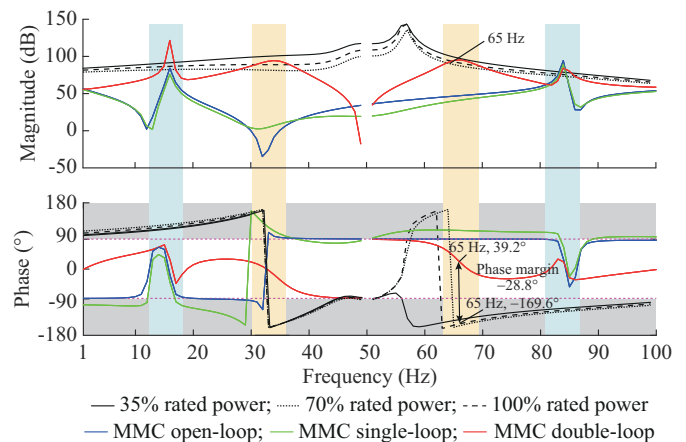 150
100
50
0
-50
Magnitude (dB)
65 Hz
180
90
0
-90
-180
Phase (°)
65 Hz, 39.2°
Phase margin
−28.8°
65 Hz, −169.6°
1 10 20 30 40 50 60 70 80 90 100
Frequency (Hz)
35% rated power; 70% rated power; 100% rated power
MMC open-loop; MMC single-loop; MMC double-loop